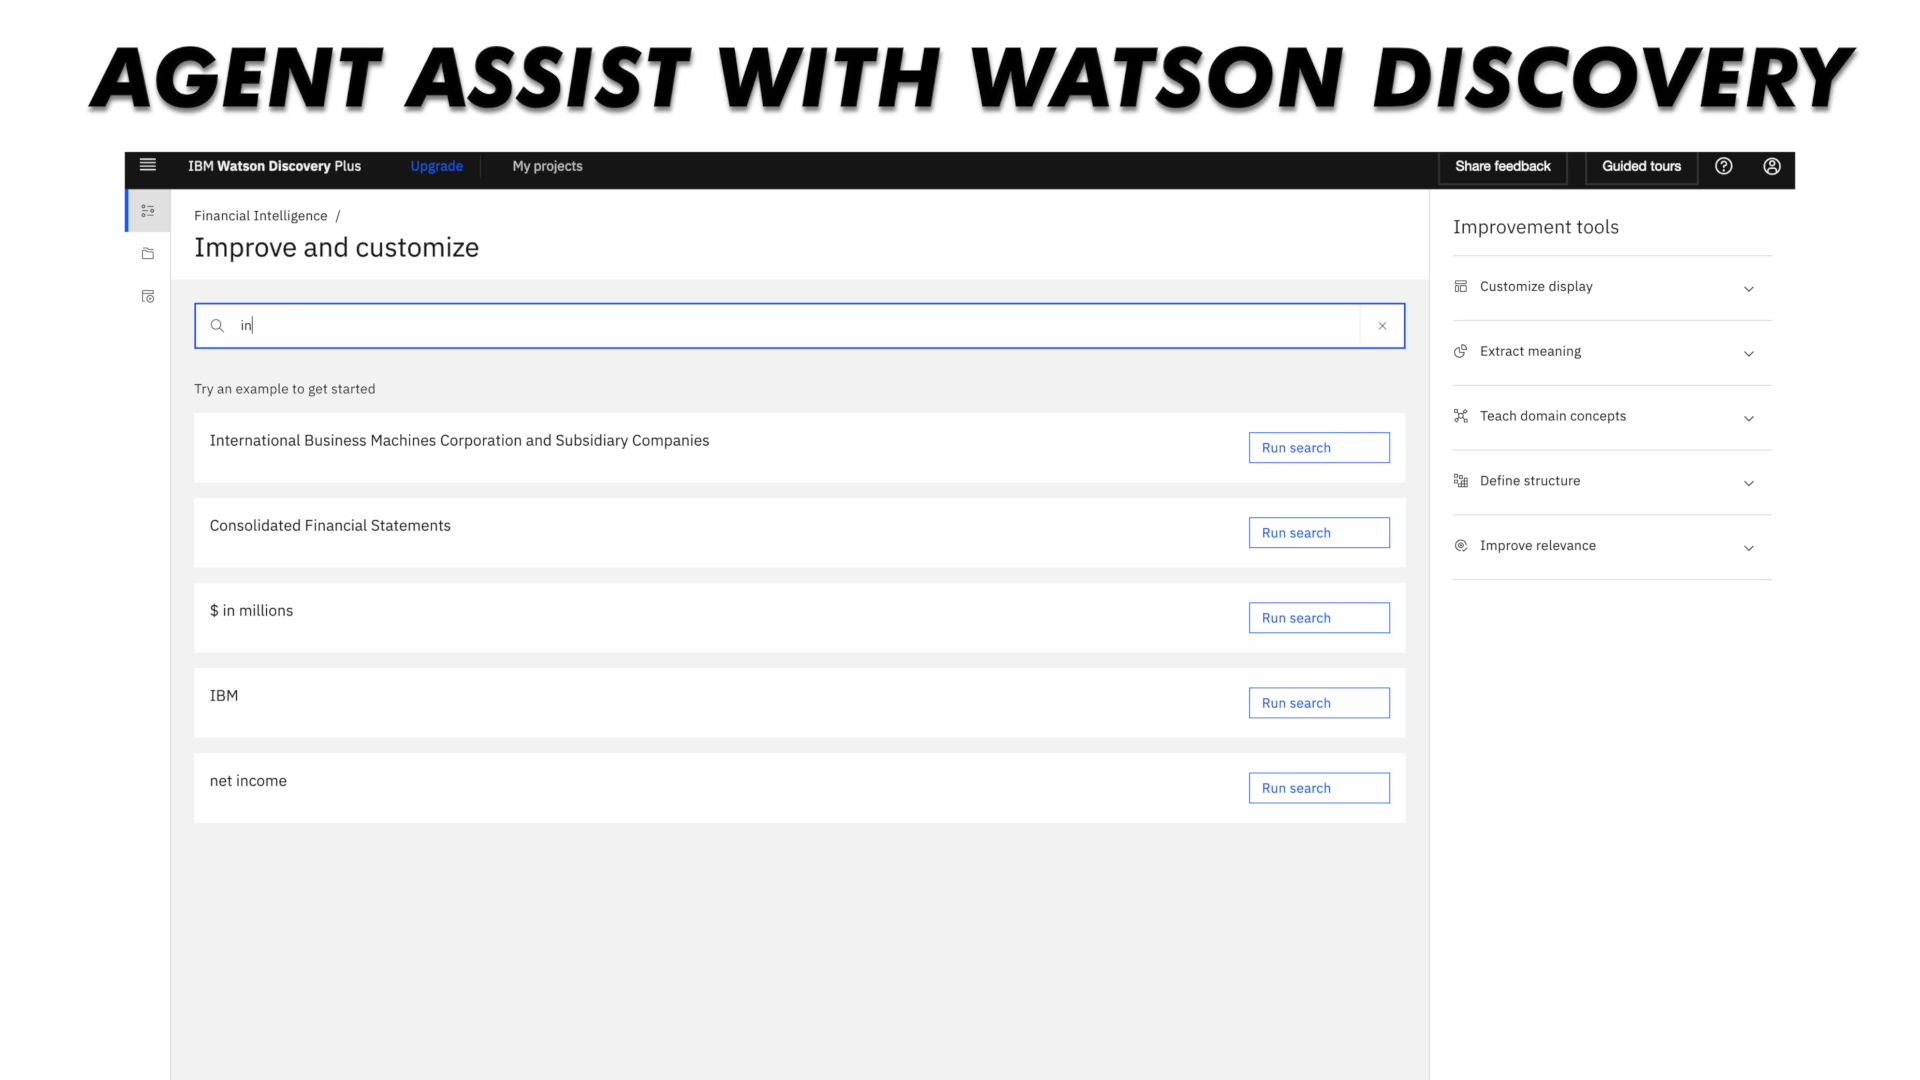 AGENT ASSIST WITH WATSON DISCOVERY
IBM Watson Discovery Plus
Upgrade
My projects
Share feedback
Guided tours
Financial Intelligence /
Improve and customize
in
Try an example to get started
International Business Machines Corporation and Subsidiary Companies
Run search
Consolidated Financial Statements
Run search
$ in millions
Run search
IBM
Run search
net income
Run search
Improvement tools
Customize display
Extract meaning
Teach domain concepts
Define structure
Improve relevance